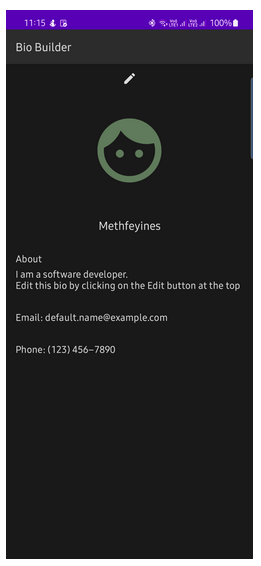 11:15
100%
Bio Builder
Methfeyines
About
I am a software developer.
Edit this bio by clicking on the Edit button at the top
Email: default.name@example.com
Phone: (123) 456-7890